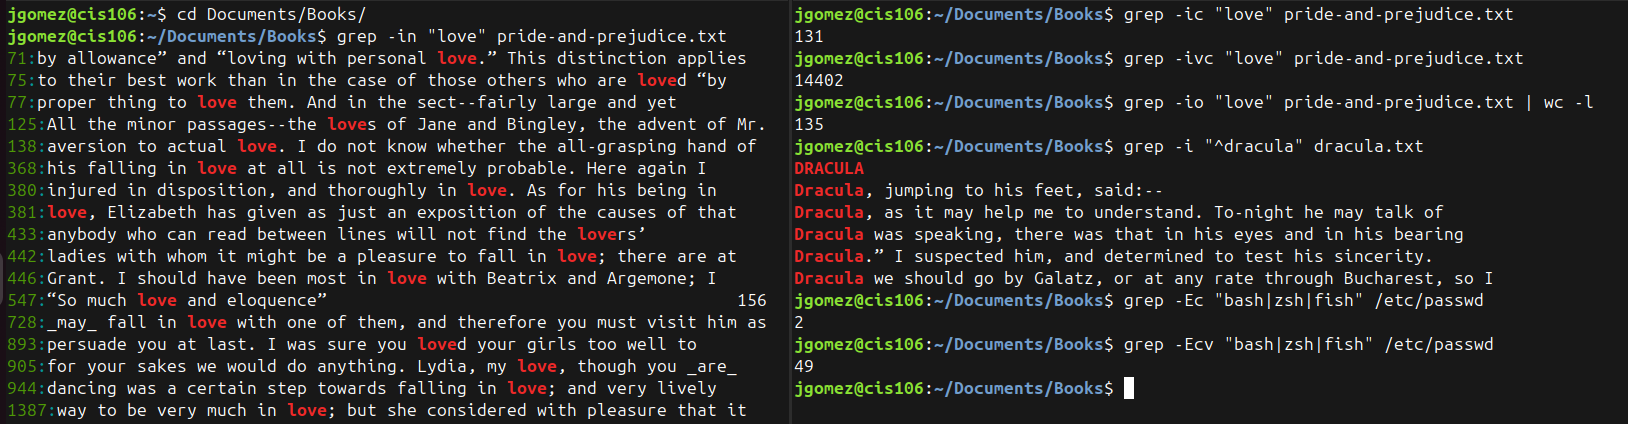 jgomez@cis106:~$ cd Documents/Books/
jgomez@cis106:~/Documents/Books$ grep -in "love" pride-and-prejudice.txt
71:by allowance” and “loving with personal love.” This distinction applies
75:to their best work than in the case of those others who are loved “by
77:proper thing to love them. And in the sect--fairly large and yet
125:All the minor passages--the loves of Jane and Bingley, the advent of Mr.
138:aversion to actual love. I do not know whether the all-grasping hand of
368:his falling in love at all is not extremely probable. Here again I
380:injured in disposition, and thoroughly in love. As for his being in
381:love, Elizabeth has given as just an exposition of the causes of that
433:anybody who can read between lines will not find the lovers’
442:ladies with whom it might be a pleasure to fall in love; there are at
446:Grant. I should have been most in love with Beatrix and Argemone; I
547:“So much love and eloquence” 156
728:_may_ fall in love with one of them, and therefore you must visit him as
893:persuade you at last. I was sure you loved your girls too well to
905:for your sakes we would do anything. Lydia, my love, though you _are_
944:dancing was a certain step towards falling in love; and very lively
1387:way to be very much in love; but she considered with pleasure that it
jgomez@cis106:~/Documents/Books$ grep -ic "love" pride-and-prejudice.txt
131
jgomez@cis106:~/Documents/Books$ grep -ivc "love" pride-and-prejudice.txt
14402
jgomez@cis106:~/Documents/Books$ grep -io "love" pride-and-prejudice.txt | wc -l
135
jgomez@cis106:~/Documents/Books$ grep -i "^dracula" dracula.txt
DRACULA
Dracula, jumping to his feet, said:--
Dracula, as it may help me to understand. To-night he may talk of
Dracula was speaking, there was that in his eyes and in his bearing
Dracula.” I suspected him, and determined to test his sincerity.
Dracula we should go by Galatz, or at any rate through Bucharest, so I
jgomez@cis106:~/Documents/Books$ grep -Ec "bash|zsh|fish" /etc/passwd
2
jgomez@cis106:~/Documents/Books$ grep -Ecv "bash|zsh|fish" /etc/passwd
49
jgomez@cis106:~/Documents/Books$